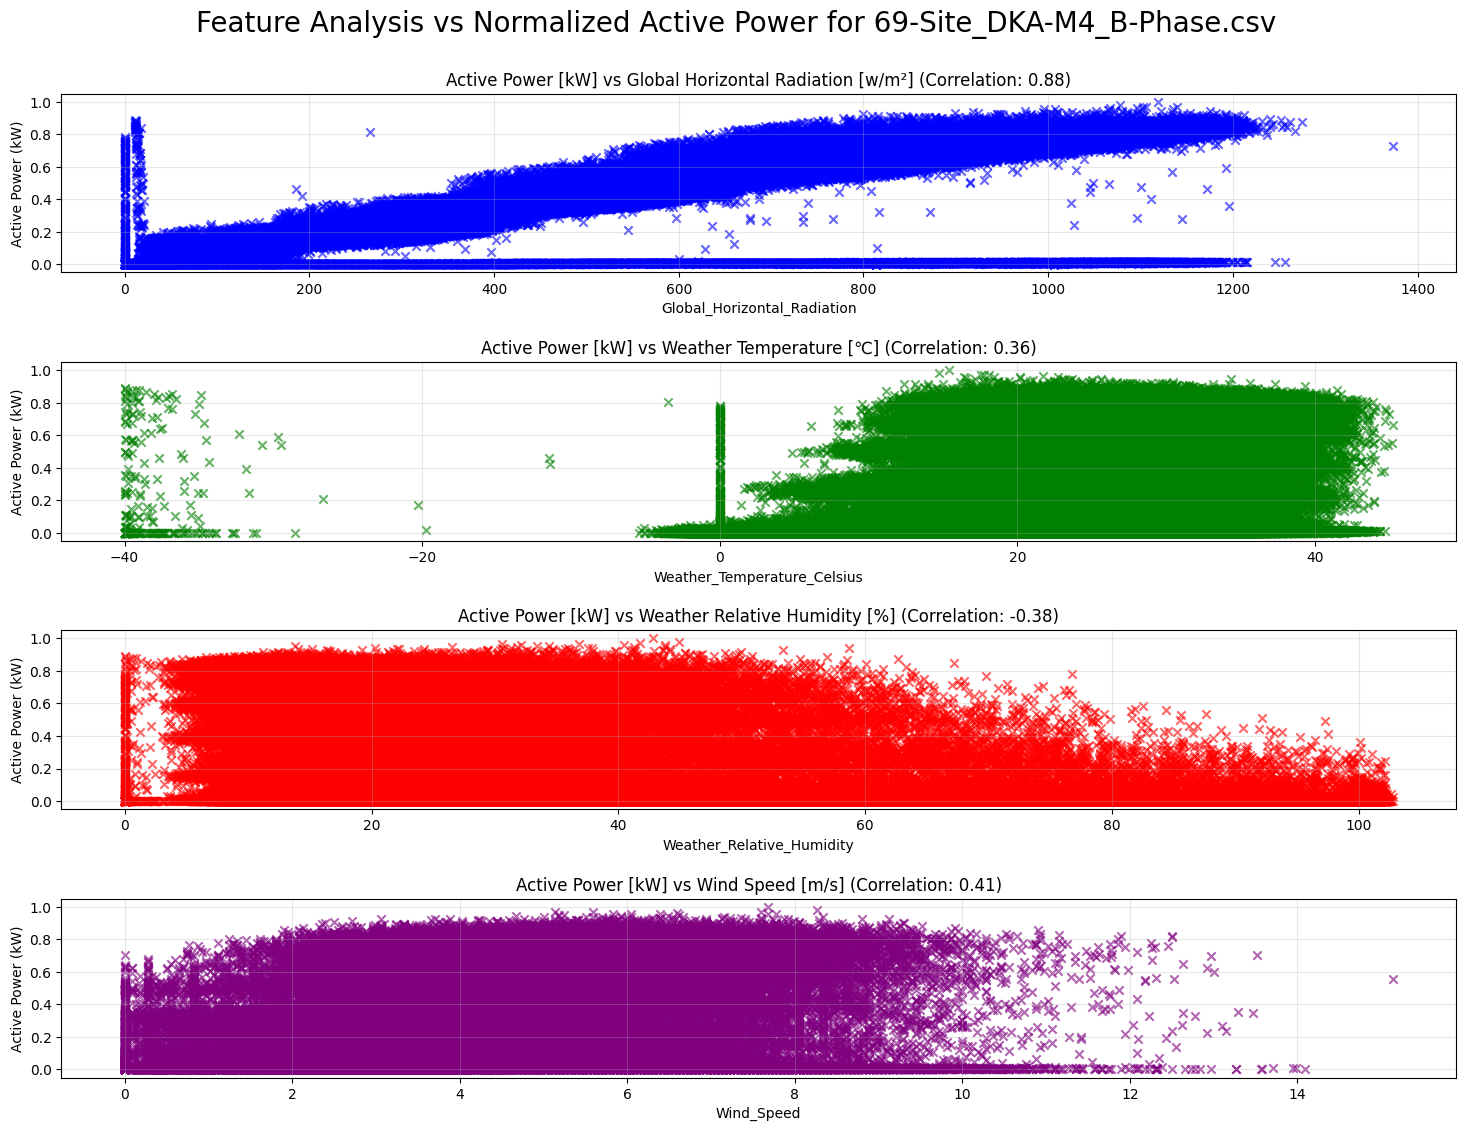 Feature Analysis vs Normalized Active Power for 69-Site_DKA-M4_B-Phase.csv
Active Power [kW] vs Global Horizontal Radiation [w/m²] (Correlation: 0.88)
Active Power (kW)
1.0
0.8
0.6
0.4
0.2
0.0
0 200 400 600 800 1000 1200 1400
Global_Horizontal_Radiation
Active Power [kW] vs Weather Temperature [℃] (Correlation: 0.36)
Active Power (kW)
1.0
0.8
0.6
0.4
0.2
0.0
−40 −20 0 20 40
Weather_Temperature_Celsius
Active Power [kW] vs Weather Relative Humidity [%] (Correlation: -0.38)
Active Power (kW)
1.0
0.8
0.6
0.4
0.2
0.0
0 20 40 60 80 100
Weather_Relative_Humidity
Active Power [kW] vs Wind Speed [m/s] (Correlation: 0.41)
Active Power (kW)
1.0
0.8
0.6
0.4
0.2
0.0
0 2 4 6 8 10 12 14
Wind_Speed